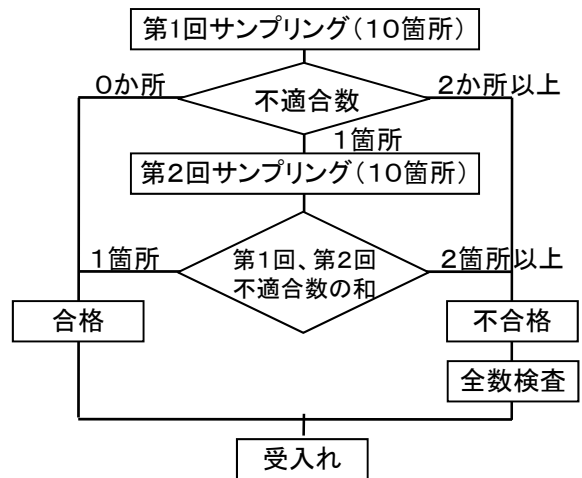 第1回サンプリング(10箇所)
0か所
2か所以上
不適合数
1箇所
第2回サンプリング(10箇所)
1箇所
第1回、第2回
不適合数の和
2箇所以上
合格
不合格
全数検査
受入れ